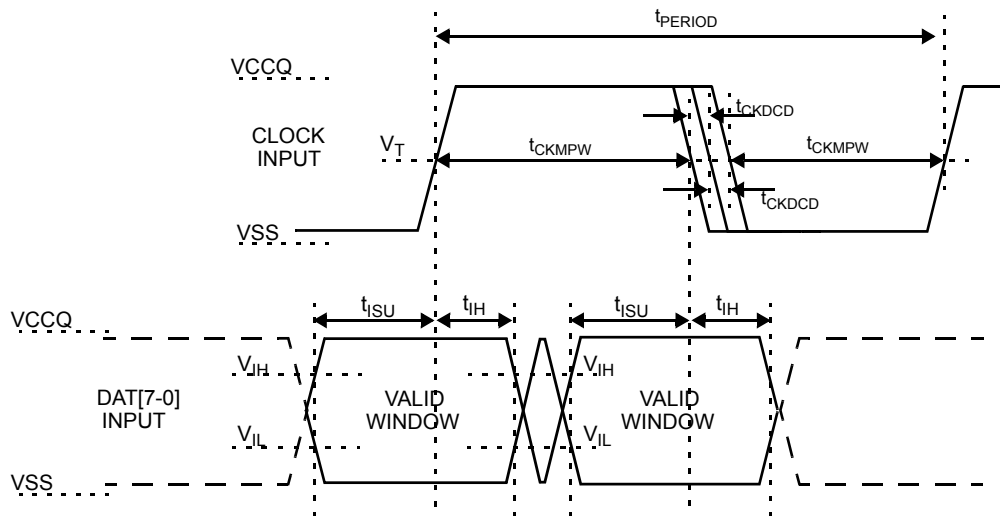 tPERIOD
VCCQ
tCKDCD
CLOCK
INPUT
VT
tCKMPW
tCKMPW
tCKDCD
VSS
tISU
tIH
tISU
tIH
VCCQ
VIH
VIH
DAT[7-0]
INPUT
VALID
WINDOW
VALID
WINDOW
VIL
VIL
VSS